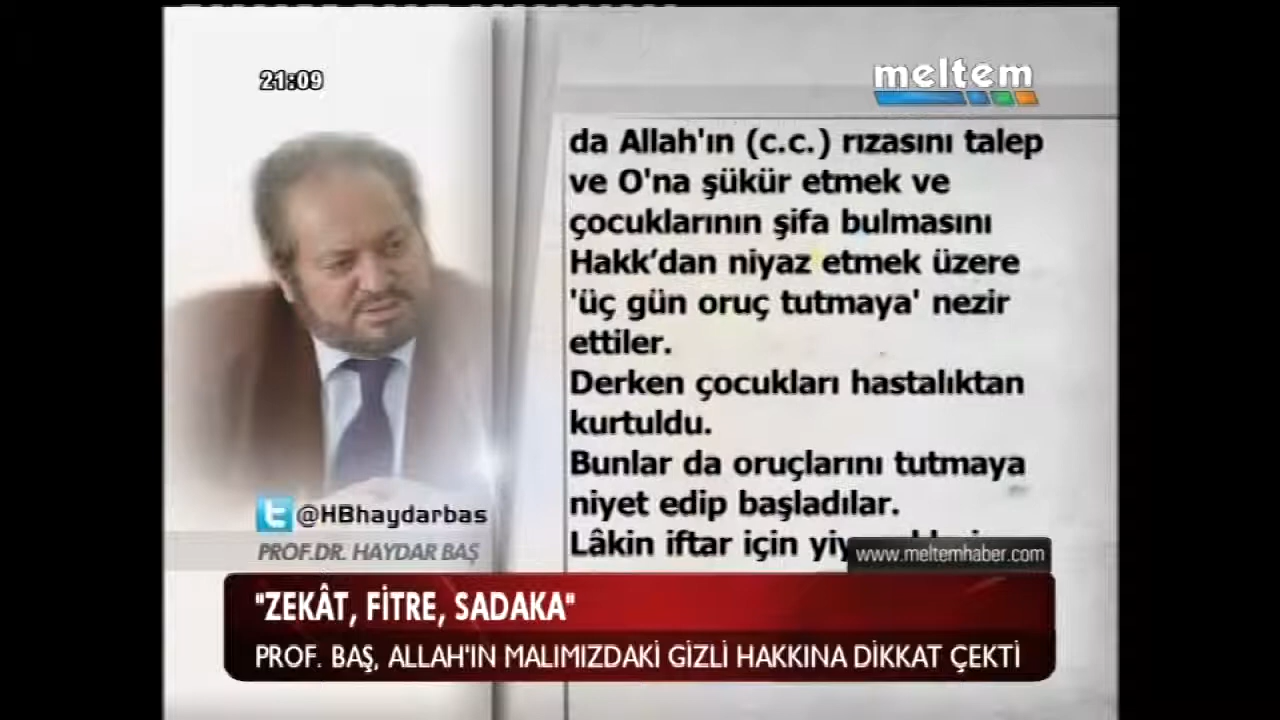 21:09
meltem
da Allah'ın (c.c.) rızasını talep
ve O'na şükür etmek ve
çocuklarının şifa bulmasını
Hakk’dan niyaz etmek üzere
'üç gün oruç tutmaya' nezir
ettiler.
Derken çocukları hastalıktan
kurtuldu.
Bunlar da oruçlarını tutmaya
niyet edip başladılar.
Lâkin iftar için
@HBhaydarbas
PROF.DR. HAYDAR BAŞ
www.meltemhaber.com
"ZEKÂT, FİTRE, SADAKA"
PROF. BAŞ, ALLAH'IN MALIMIZDAKİ GİZLİ HAKKINA DİKKAT ÇEKTİ